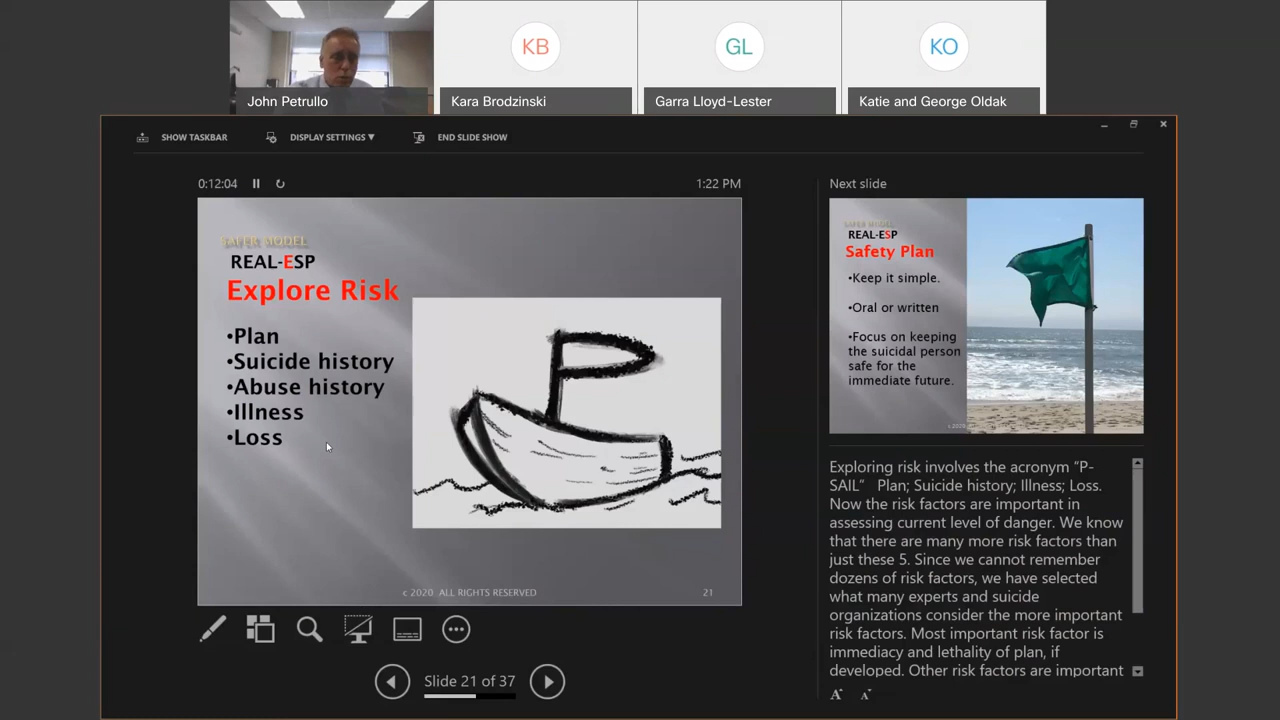 KB
GL
KO
John Petrullo
Kara Brodzinski
Garra Lloyd-Lester
Katie and George Oldak
SHOW TASKBAR
DISPLAY SETTINGS ▼
END SLIDE SHOW
0:12:04
1:22 PM
SAFER MODEL
REAL-ESP
Explore Risk
•Plan
•Suicide history
•Abuse history
•Illness
•Loss
P
c 2020 ALL RIGHTS RESERVED
21
Slide 21 of 37
Next slide
SAFER MODEL
REAL-ESP
Safety Plan
•Keep it simple.
•Oral or written
•Focus on keeping
the suicidal person
safe for the
immediate future.
Exploring risk involves the acronym “P-
SAIL” Plan; Suicide history; Illness; Loss.
Now the risk factors are important in
assessing current level of danger. We know
that there are many more risk factors than
just these 5. Since we cannot remember
dozens of risk factors, we have selected
what many experts and suicide
organizations consider the more important
risk factors. Most important risk factor is
immediacy and lethality of plan, if
developed. Other risk factors are important
A A